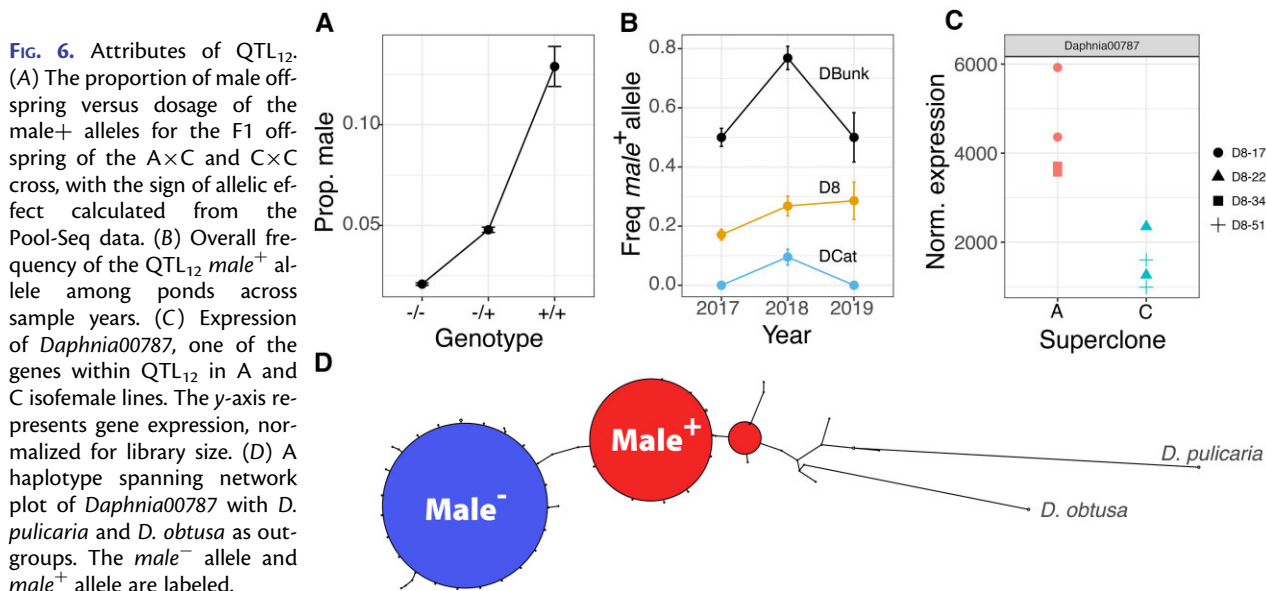 FIG. 6. Attributes of QTL12.
(A) The proportion of male off-
spring versus dosage of the
male+ alleles for the F1 off-
spring of the A×C and C×C
cross, with the sign of allelic ef-
fect calculated from the
Pool-Seq data. (B) Overall fre-
quency of the QTL12 male+ al-
lele among ponds across
sample years. (C) Expression
of Daphnia00787, one of the
genes within QTL12 in A and
C isofemale lines. The y-axis re-
presents gene expression, nor-
malized for library size. (D) A
haplotype spanning network
plot of Daphnia00787 with D.
pulicaria and D. obtusa as out-
groups. The male− allele and
male+ allele are labeled.
A
Prop. male
0.10
0.05
-/-
-/+
+/+
Genotype
B
Freq male+ allele
0.8
0.6
0.4
0.2
0.0
DBunk
D8
DCat
2017
2018
2019
Year
C
Daphnia00787
Norm. expression
6000
4000
2000
A
C
Superclone
D8-17
D8-22
D8-34
D8-51
D
Male-
Male+
D. pulicaria
D. obtusa